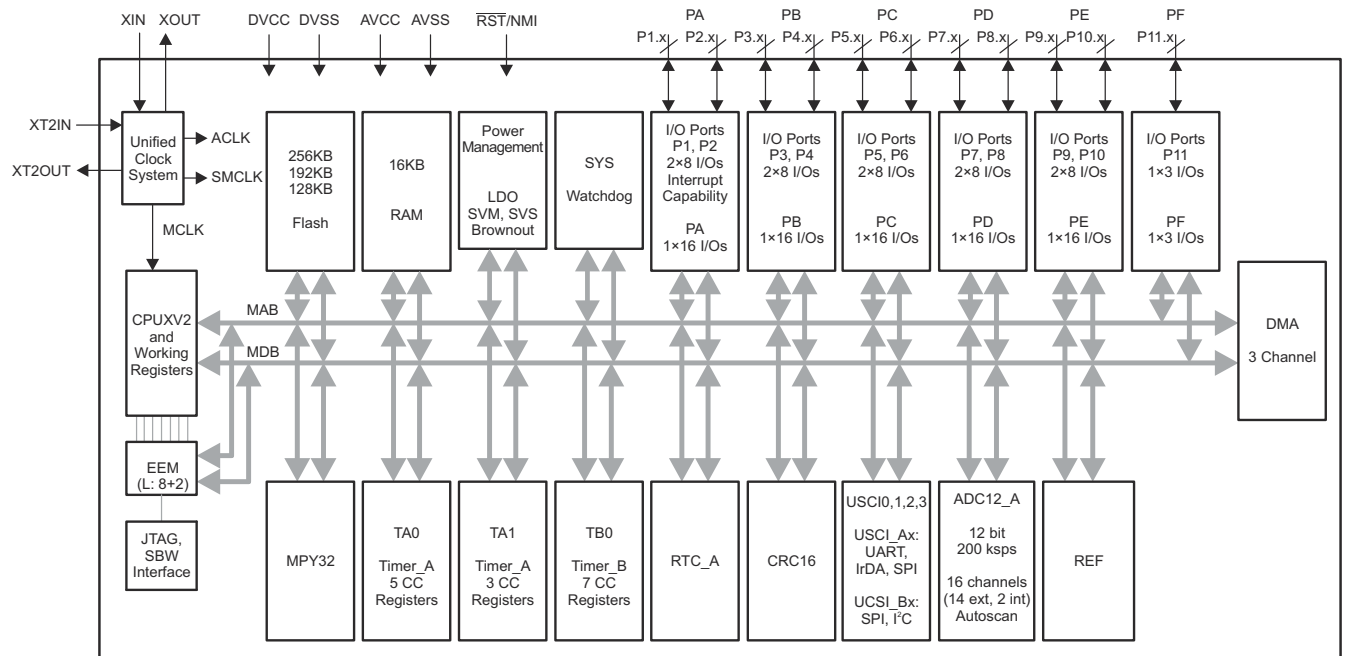 XIN XOUT DVCC DVSS AVCC AVSS RST/NMI PA PB PC PD PE PF
P1.x P2.x P3.x P4.x P5.x P6.x P7.x P8.x P9.x P10.x P11.x
XT2IN
XT2OUT
Unified
Clock
System
ACLK
SMCLK
MCLK
256KB
192KB
128KB
Flash
16KB
RAM
Power
Management
LDO
SVM, SVS
Brownout
SYS
Watchdog
I/O Ports
P1, P2
2×8 I/Os
Interrupt
Capability
PA
1×16 I/Os
I/O Ports
P3, P4
2×8 I/Os
PB
1×16 I/Os
I/O Ports
P5, P6
2×8 I/Os
PC
1×16 I/Os
I/O Ports
P7, P8
2×8 I/Os
PD
1×16 I/Os
I/O Ports
P9, P10
2×8 I/Os
PE
1×16 I/Os
I/O Ports
P11
1×3 I/Os
PF
1×3 I/Os
CPUXV2
and
Working
Registers
MAB
MDB
DMA
3 Channel
EEM
(L: 8+2)
JTAG,
SBW
Interface
MPY32
TA0
Timer_A
5 CC
Registers
TA1
Timer_A
3 CC
Registers
TB0
Timer_B
7 CC
Registers
RTC_A
CRC16
USCI0,1,2,3
USCI_Ax:
UART,
IrDA, SPI
UCSI_Bx:
SPI, I²C
ADC12_A
12 bit
200 ksps
16 channels
(14 ext, 2 int)
Autoscan
REF